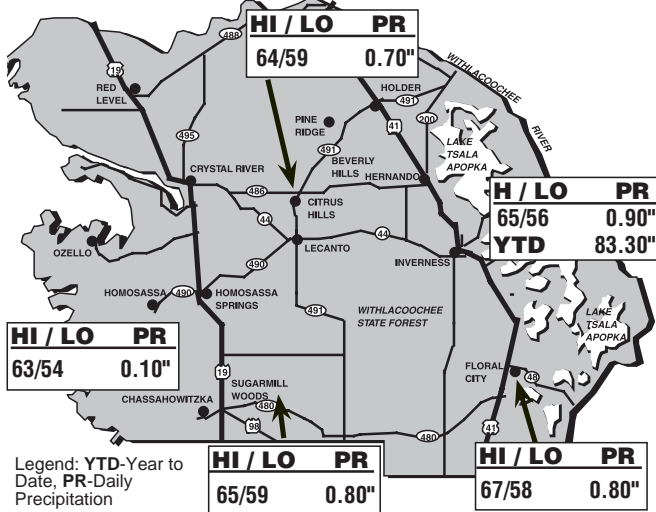 HI / LO PR
64/59 0.70"
488
19
RED
LEVEL
HOLDER
491
WITHLACOOCHEE
RIVER
PINE
RIDGE
41
200
495
LAKE
TSALA
APOPKA
491
BEVERLY
HILLS
CRYSTAL RIVER
HERNANDO
486
H / LO PR
65/56 0.90"
YTD 83.30"
CITRUS
HILLS
44
44
OZELLO
LECANTO
INVERNESS
490
HOMOSASSA
490
HOMOSASSA
SPRINGS
491
WITHLACOOCHEE
STATE FOREST
LAKE
TSALA
APOPKA
HI / LO PR
63/54 0.10"
19
SUGARMILL
WOODS
FLORAL
CITY
48
CHASSAHOWITZKA
480
98
480
41
Legend: YTD-Year to
Date, PR-Daily
Precipitation
HI / LO PR
65/59 0.80"
HI / LO PR
67/58 0.80"